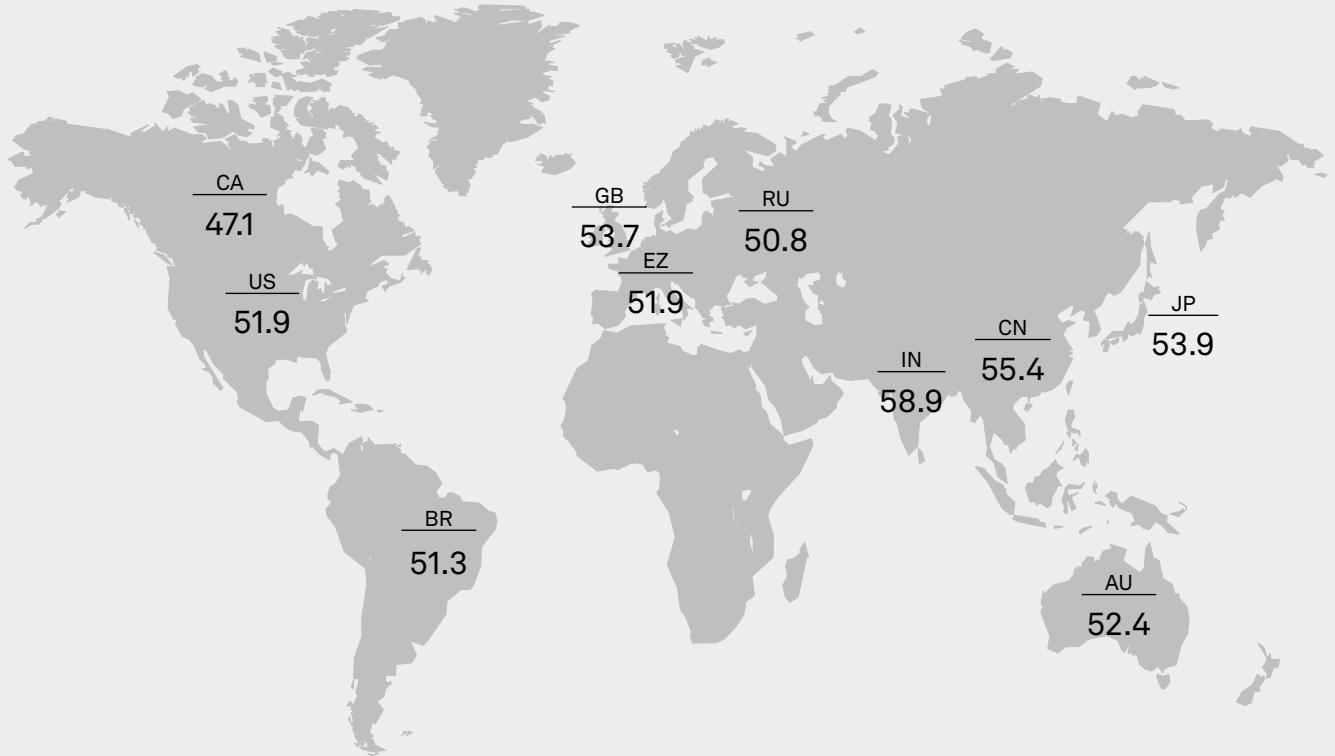 CA
47.1
US
51.9
BR
51.3
GB
53.7
EZ
51.9
RU
50.8
IN
58.9
CN
55.4
JP
53.9
AU
52.4